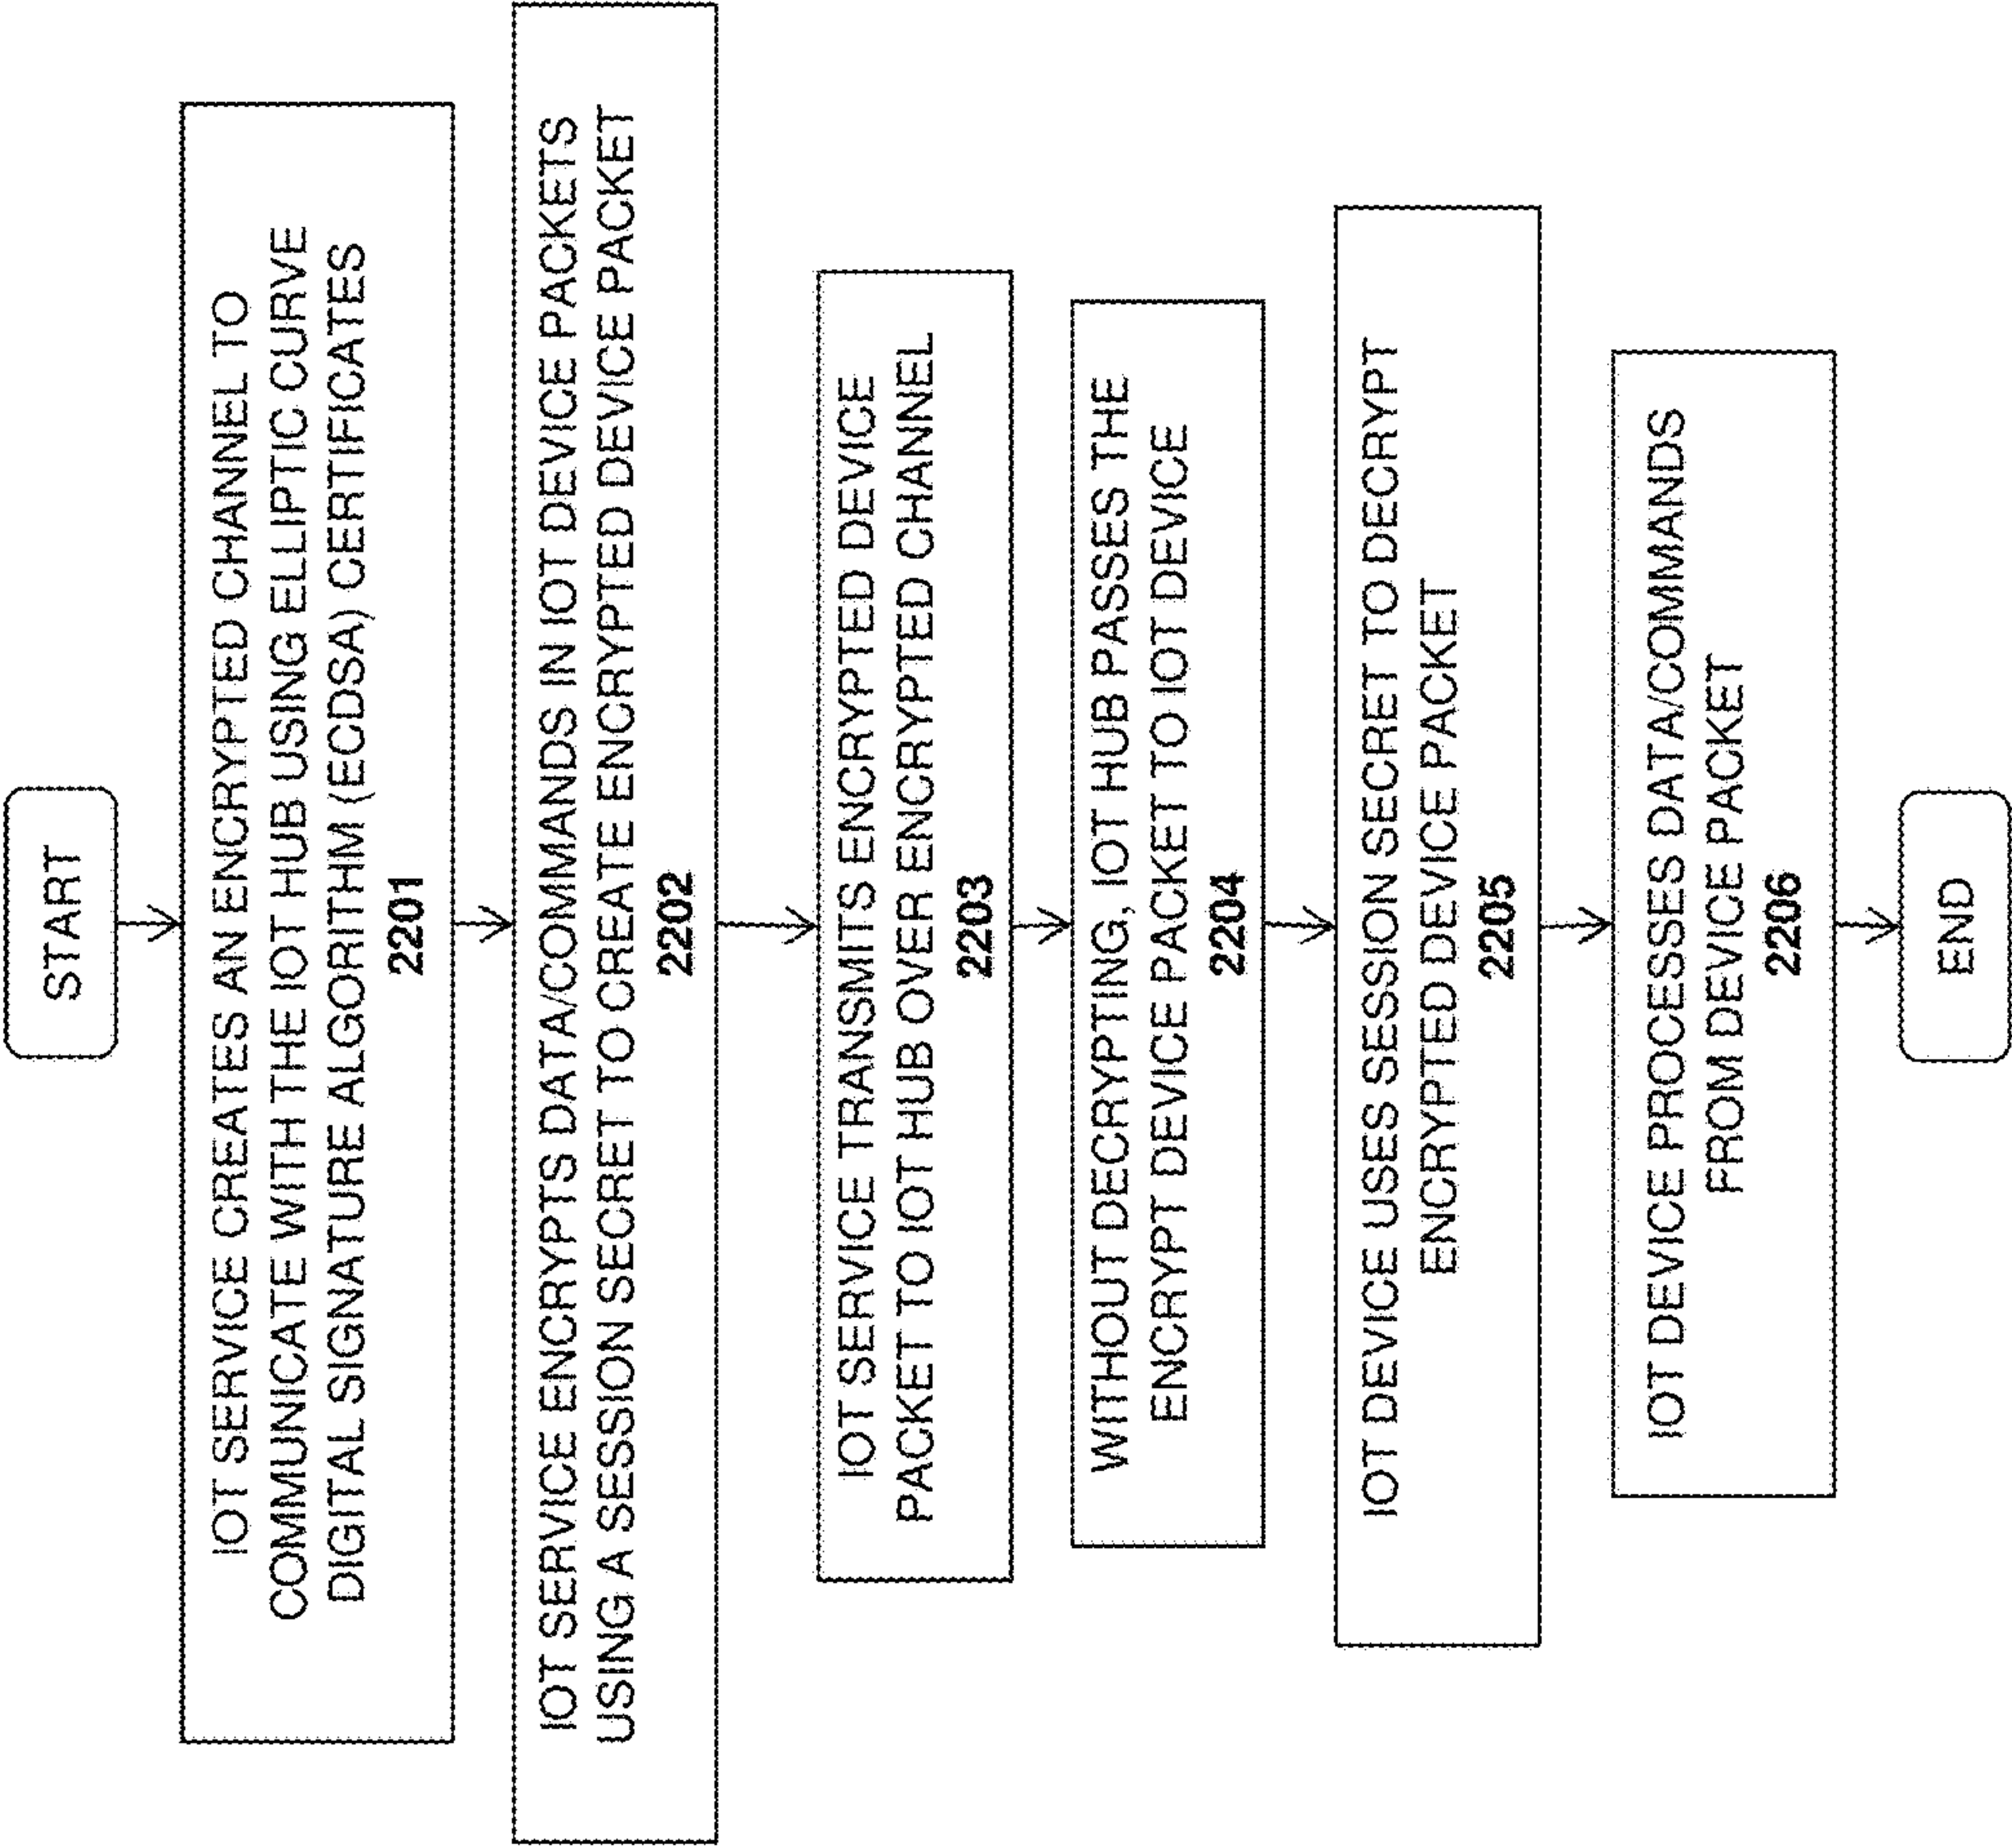 START
IOT SERVICE CREATES AN ENCRYPTED CHANNEL TO
COMMUNICATE WITH THE IOT HUB USING ELLIPTIC CURVE
DIGITAL SIGNATURE ALGORITHM (ECDSA) CERTIFICATES
2201
IOT SERVICE ENCRYPTS DATA/COMMANDS IN IOT DEVICE PACKETS
USING A SESSION SECRET TO CREATE ENCRYPTED DEVICE PACKET
2202
IOT SERVICE TRANSMITS ENCRYPTED DEVICE
PACKET TO IOT HUB OVER ENCRYPTED CHANNEL
2203
WITHOUT DECRYPTING, IOT HUB PASSES THE
ENCRYPT DEVICE PACKET TO IOT DEVICE
2204
IOT DEVICE USES SESSION SECRET TO DECRYPT
ENCRYPTED DEVICE PACKET
2205
IOT DEVICE PROCESSES DATA/COMMANDS
FROM DEVICE PACKET
2206
END